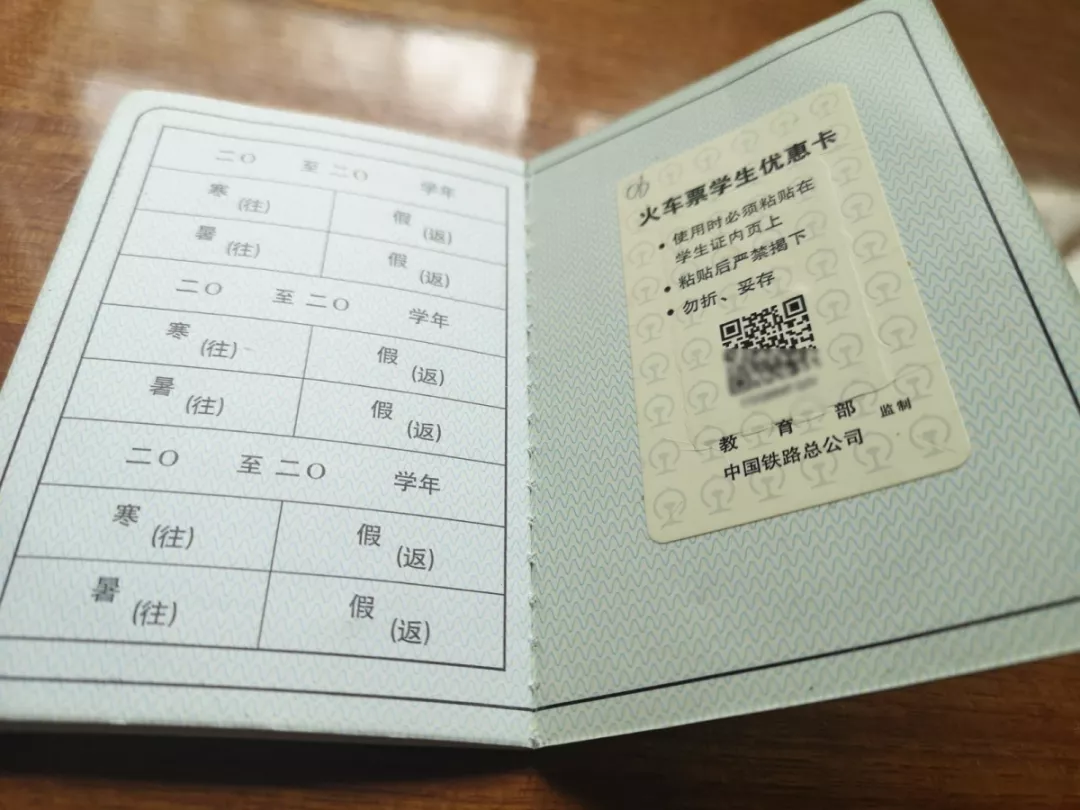 二〇 至 二〇 学年
寒(往) 假(返)
暑(往) 假(返)
二〇 至 二〇 学年
寒(往) 假(返)
暑(往) 假(返)
二〇 至 二〇 学年
寒(往) 假(返)
暑(往) 假(返)
火车票学生优惠卡
• 使用时必须粘贴在
学生证内页上
• 粘贴后严禁揭下
• 勿折、妥存
教育部 监制
中国铁路总公司